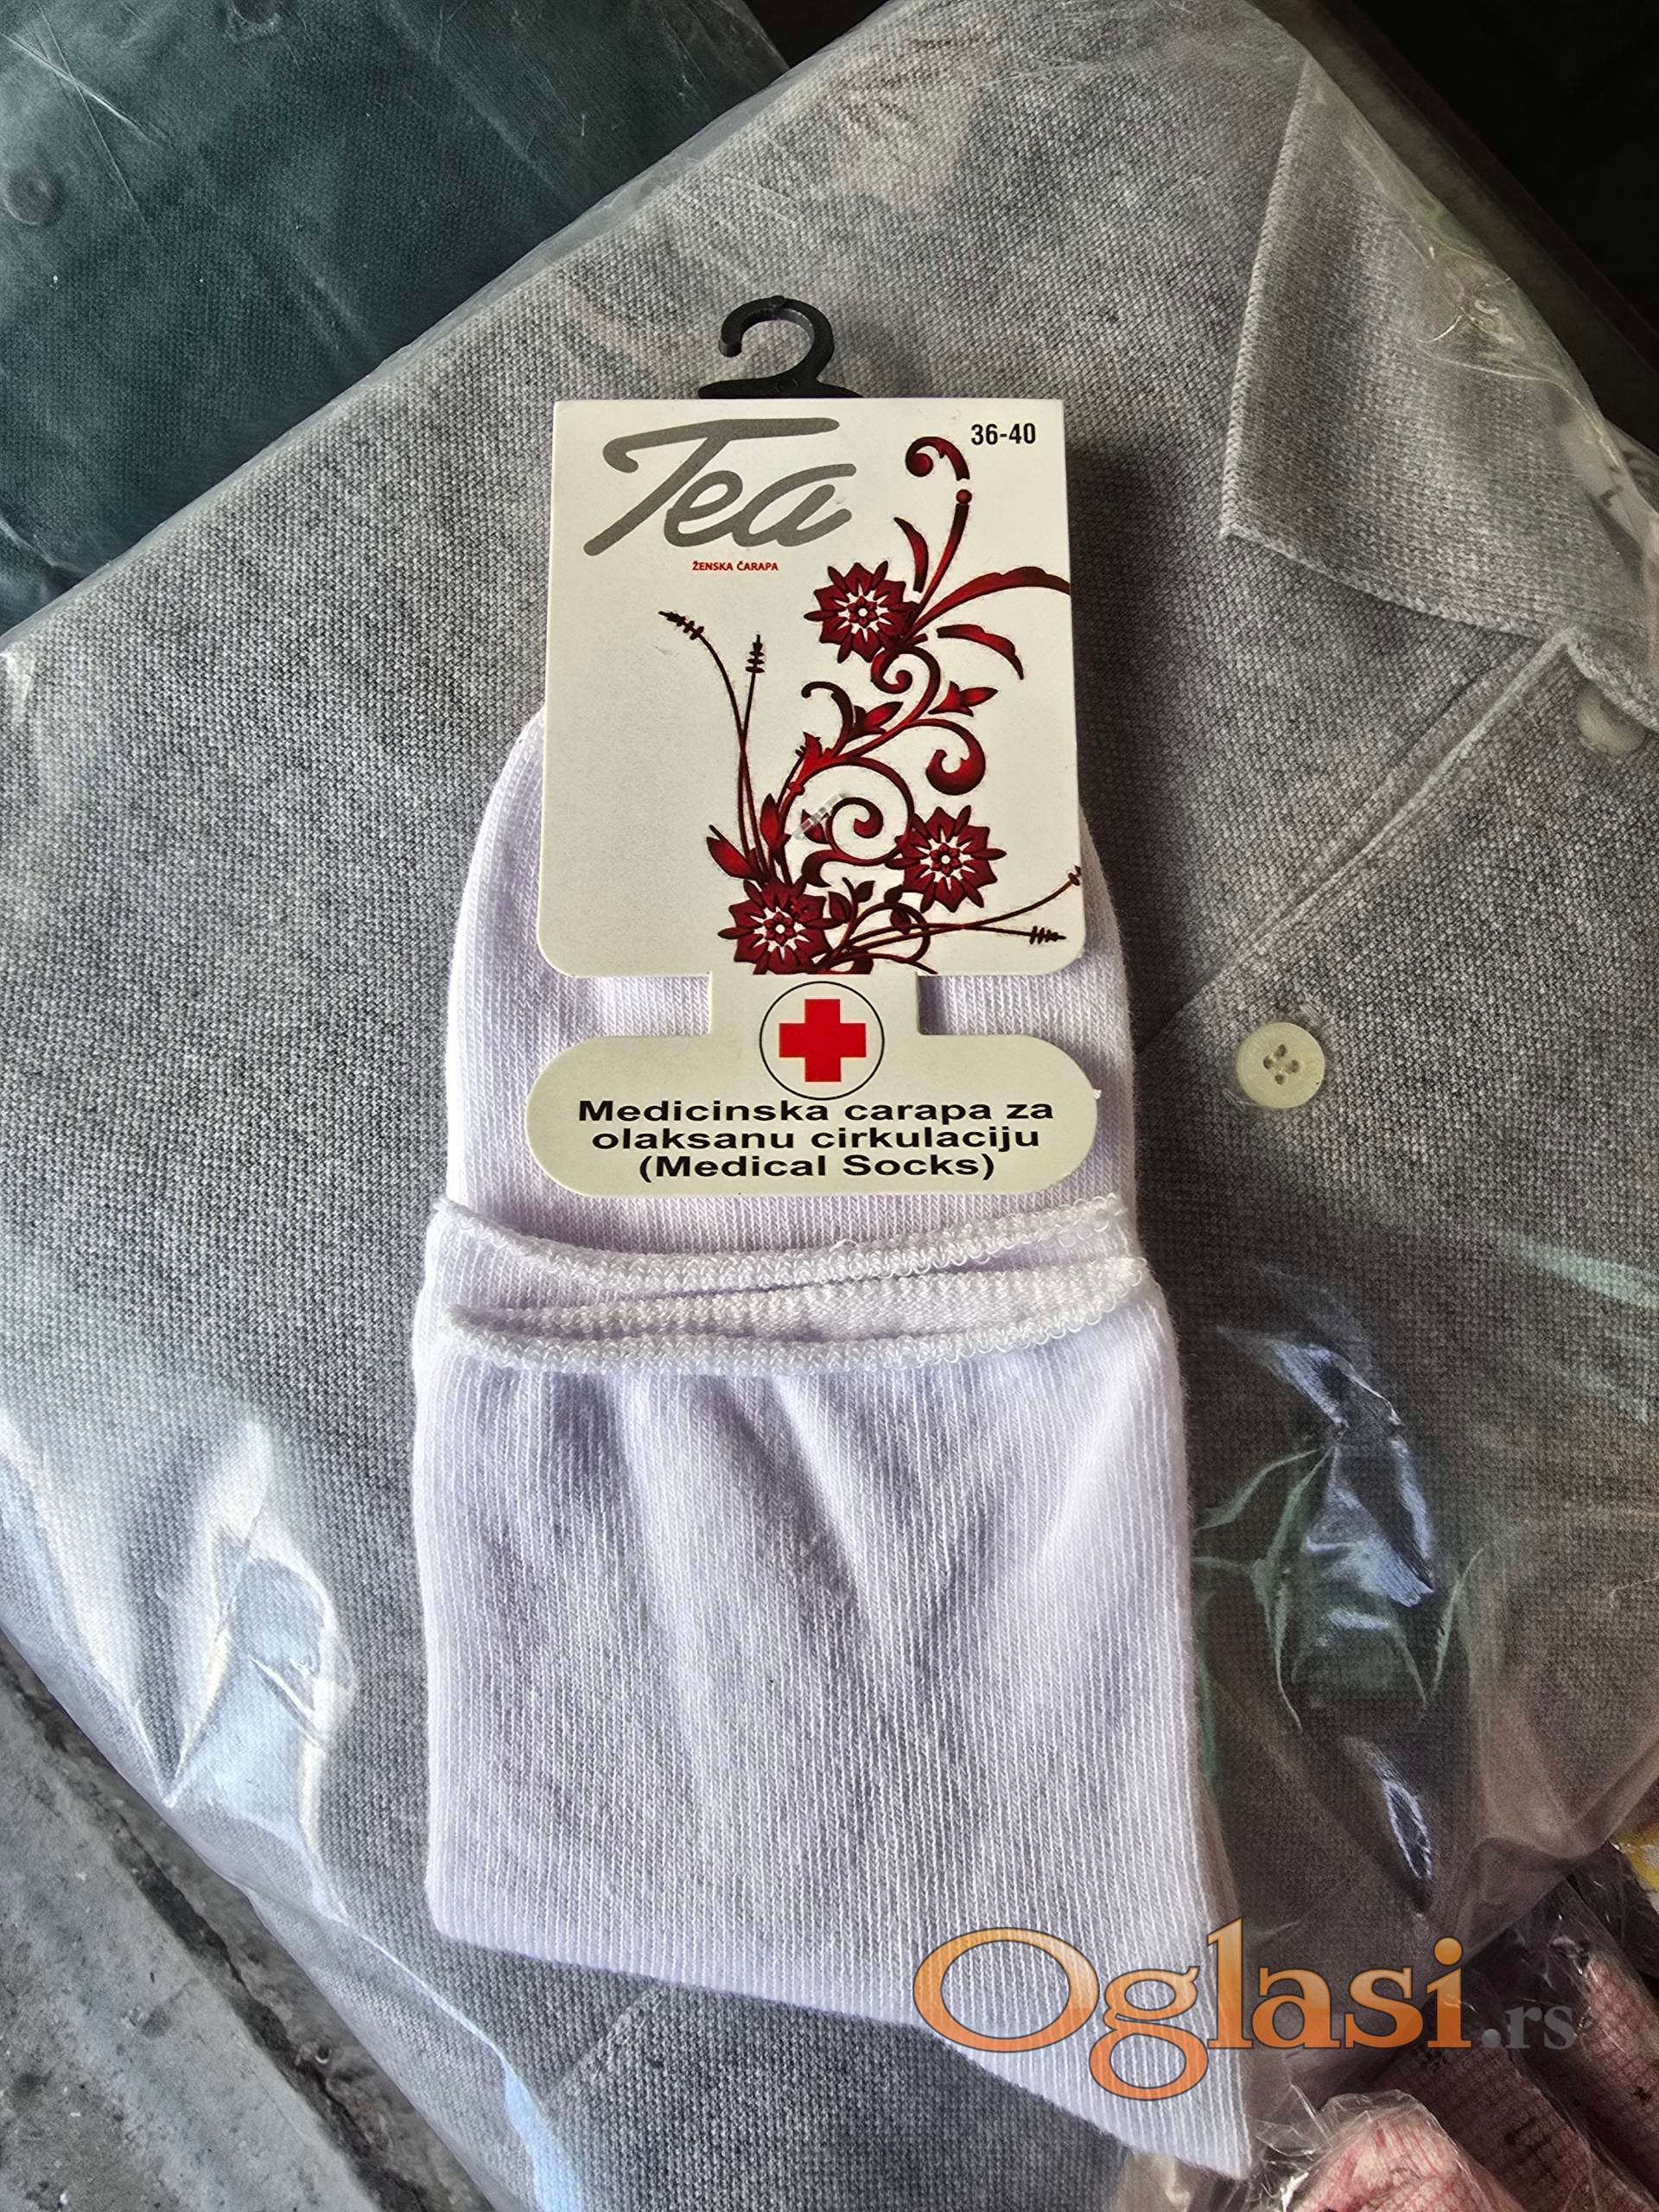 36-40
Tea
ŽENSKA ČARAPA
Medicinska carapa za
olaksanu cirkulaciju
(Medical Socks)
Oglasi.rs